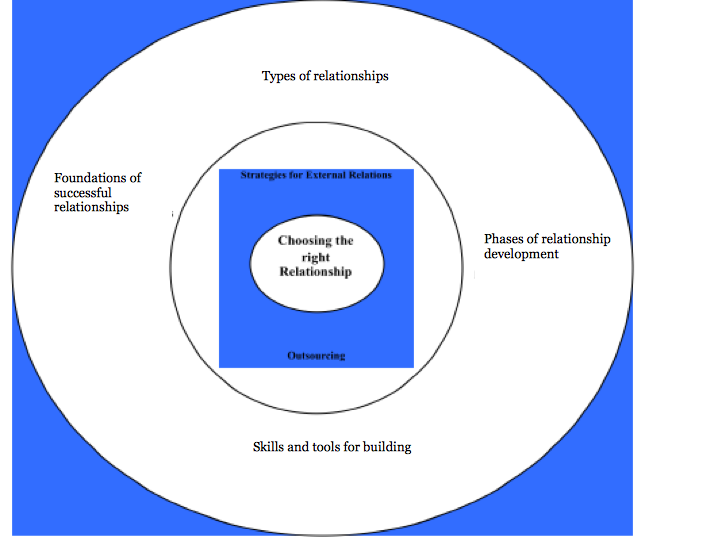 Types of relationships
Foundations of
successful
relationships
Strategies for External Relations
Choosing the
right
Relationship
Phases of relationship
development
Outsourcing
Skills and tools for building